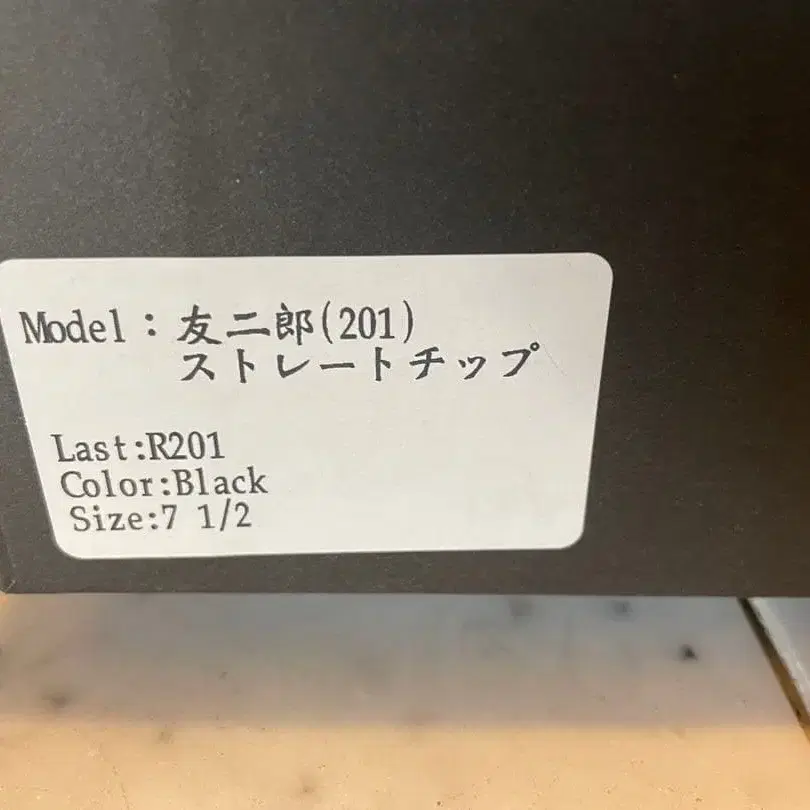 Model：友二郎(201)
ストレートチップ
Last:R201
Color:Black
Size:7 1/2